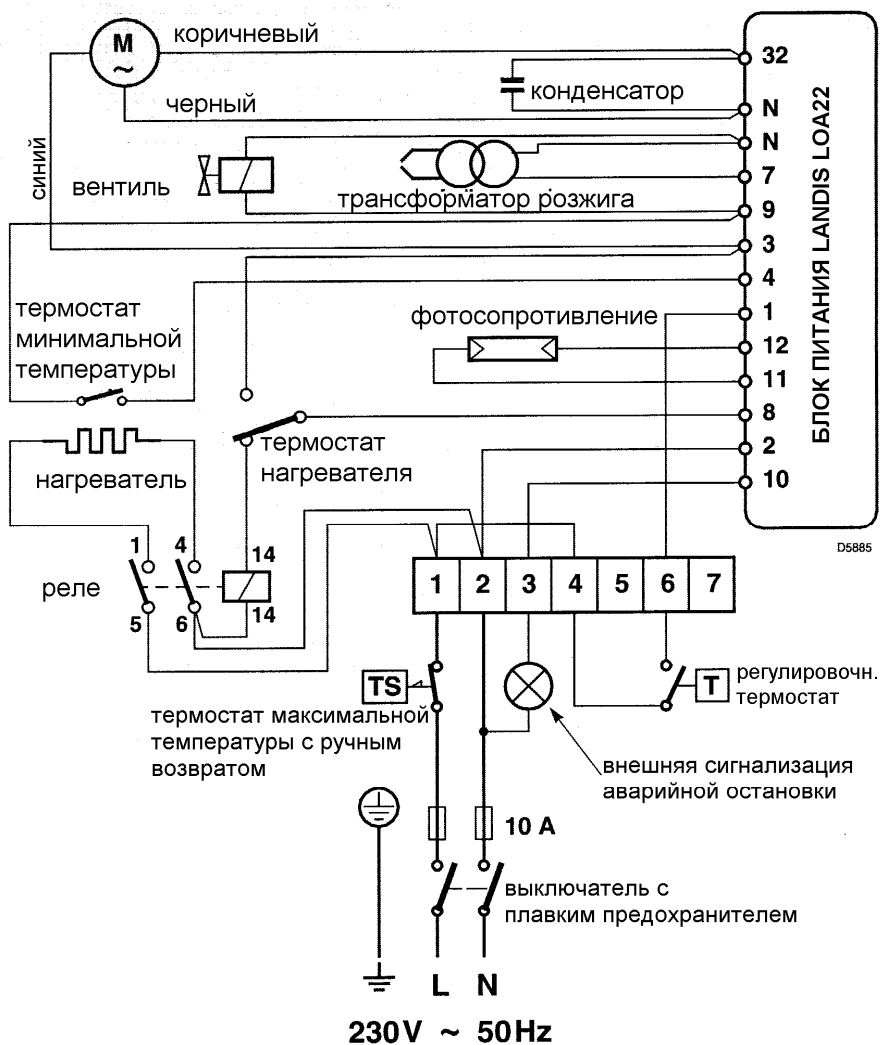 М
~
коричневый
32
конденсатор
черный
N
N
синий
вентиль
трансформатор розжига
7
9
3
4
1
термостат
минимальной
температуры
фотосопротивление
12
11
8
2
10
БЛОК ПИТАНИЯ LANDIS LOA22
термостат
нагревателя
нагреватель
D5885
1
4
14
реле
5
6
14
1
2
3
4
5
6
7
TS
T
регулировочн.
термостат
термостат максимальной
температуры с ручным
возвратом
внешняя сигнализация
аварийной остановки
10 A
выключатель с
плавким предохранителем
L
N
230V ~ 50Hz